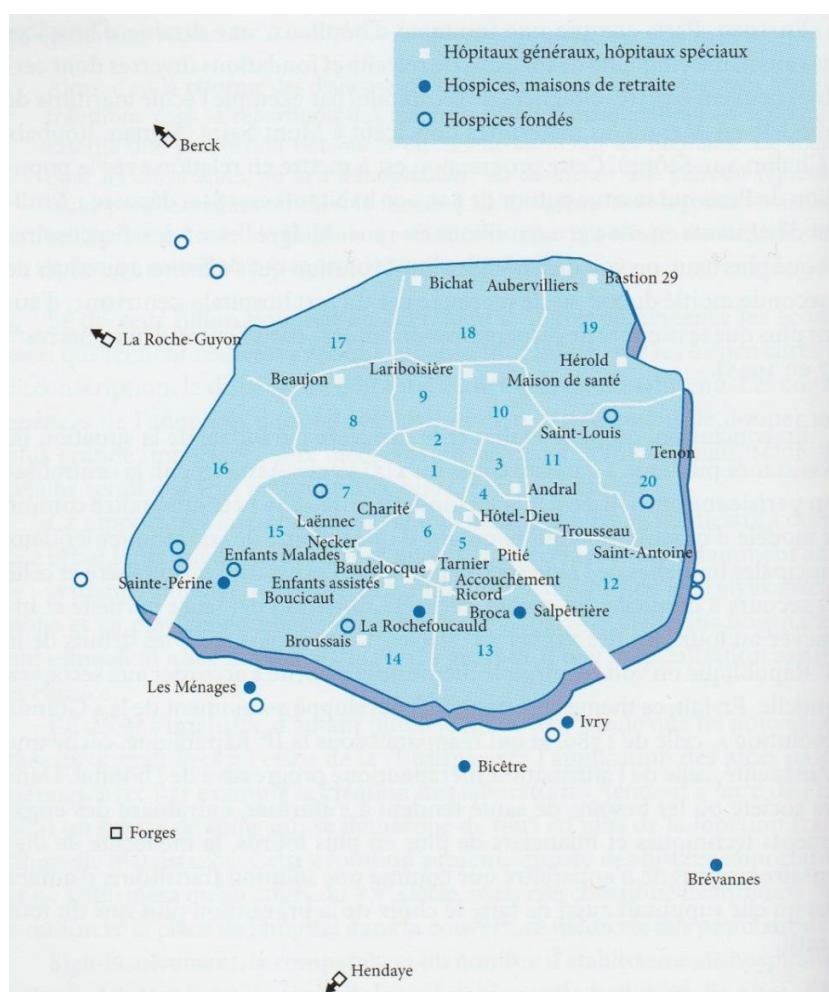 Hôpitaux généraux, hôpitaux spéciaux
Hospices, maisons de retraite
Hospices fondés
Berck
La Roche-Guyon
Bichat
Aubervilliers
Bastion 29
17
18
19
Hérold
Beaujon
Lariboisière
Maison de santé
9
10
8
Saint-Louis
2
Tenon
16
1
3
11
20
7
4
Andral
Charité
Hôtel-Dieu
15
Laënnec
6
5
Trousseau
Necker
Pitié
Saint-Antoine
Enfants Malades
Baudelocque
Tarnier
Sainte-Périne
Enfants assistés
Accouchement
12
Boucicaut
Ricord
Broca
Salpêtrière
La Rochefoucauld
Broussais
14
13
Les Ménages
Ivry
Bicêtre
Forges
Brévannes
Hendaye